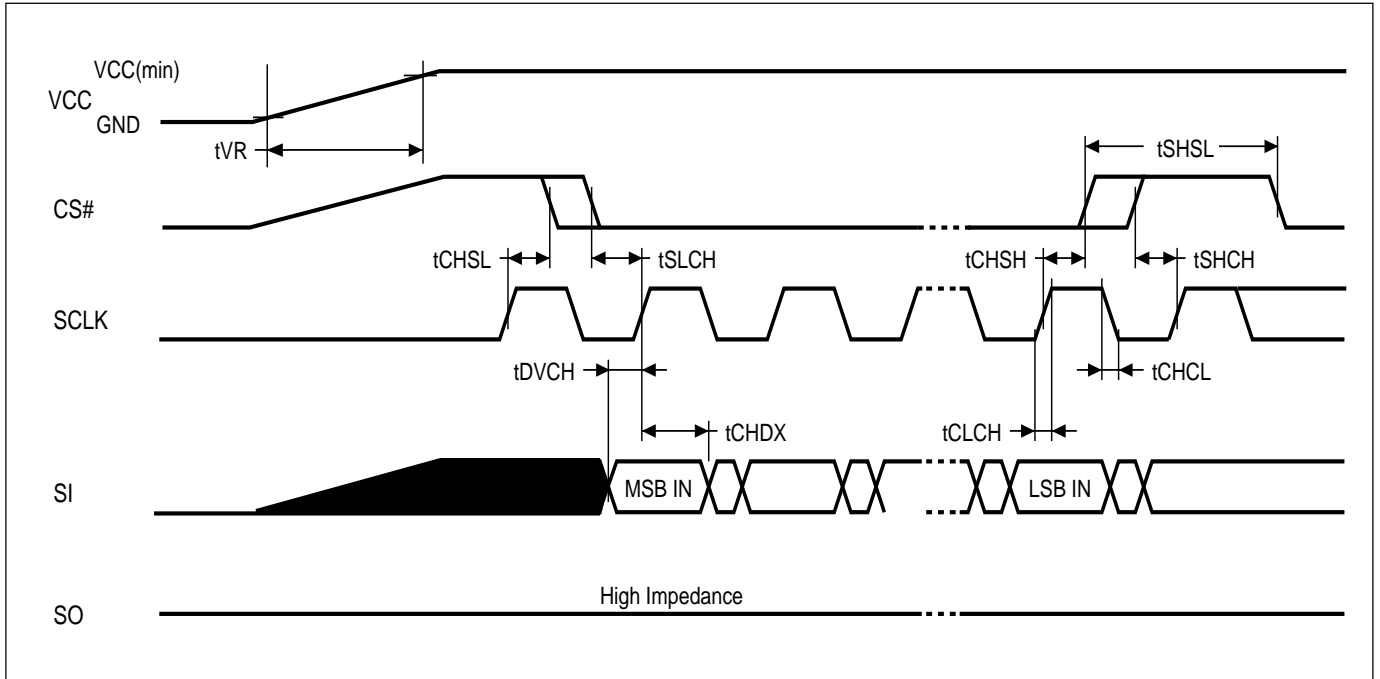 VCC(min)
VCC
GND
tVR
tSHSL
CS#
tCHSL
tSLCH
tCHSH
tSHCH
SCLK
tDVCH
tCHCL
tCHDX
tCLCH
SI
MSB IN
LSB IN
High Impedance
SO